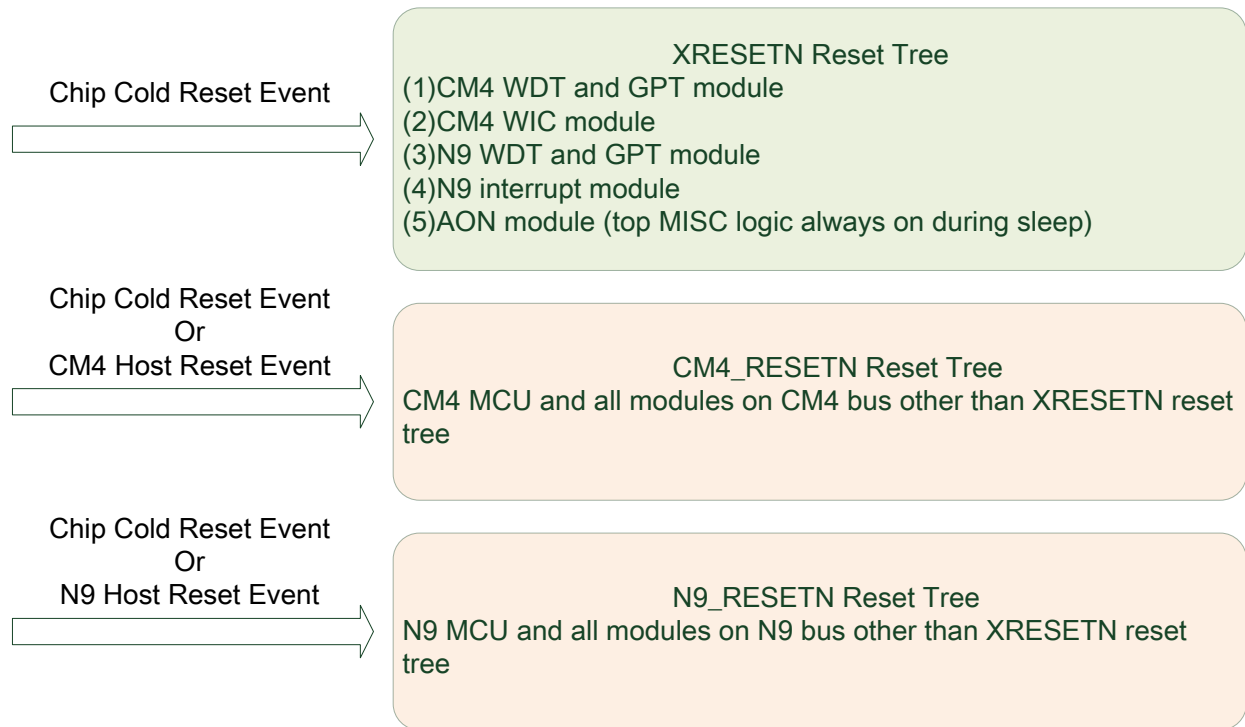 Chip Cold Reset Event
XRESETN Reset Tree
(1)CM4 WDT and GPT module
(2)CM4 WIC module
(3)N9 WDT and GPT module
(4)N9 interrupt module
(5)AON module (top MISC logic always on during sleep)
Chip Cold Reset Event
Or
CM4 Host Reset Event
CM4_RESETN Reset Tree
CM4 MCU and all modules on CM4 bus other than XRESETN reset
tree
Chip Cold Reset Event
Or
N9 Host Reset Event
N9_RESETN Reset Tree
N9 MCU and all modules on N9 bus other than XRESETN reset
tree